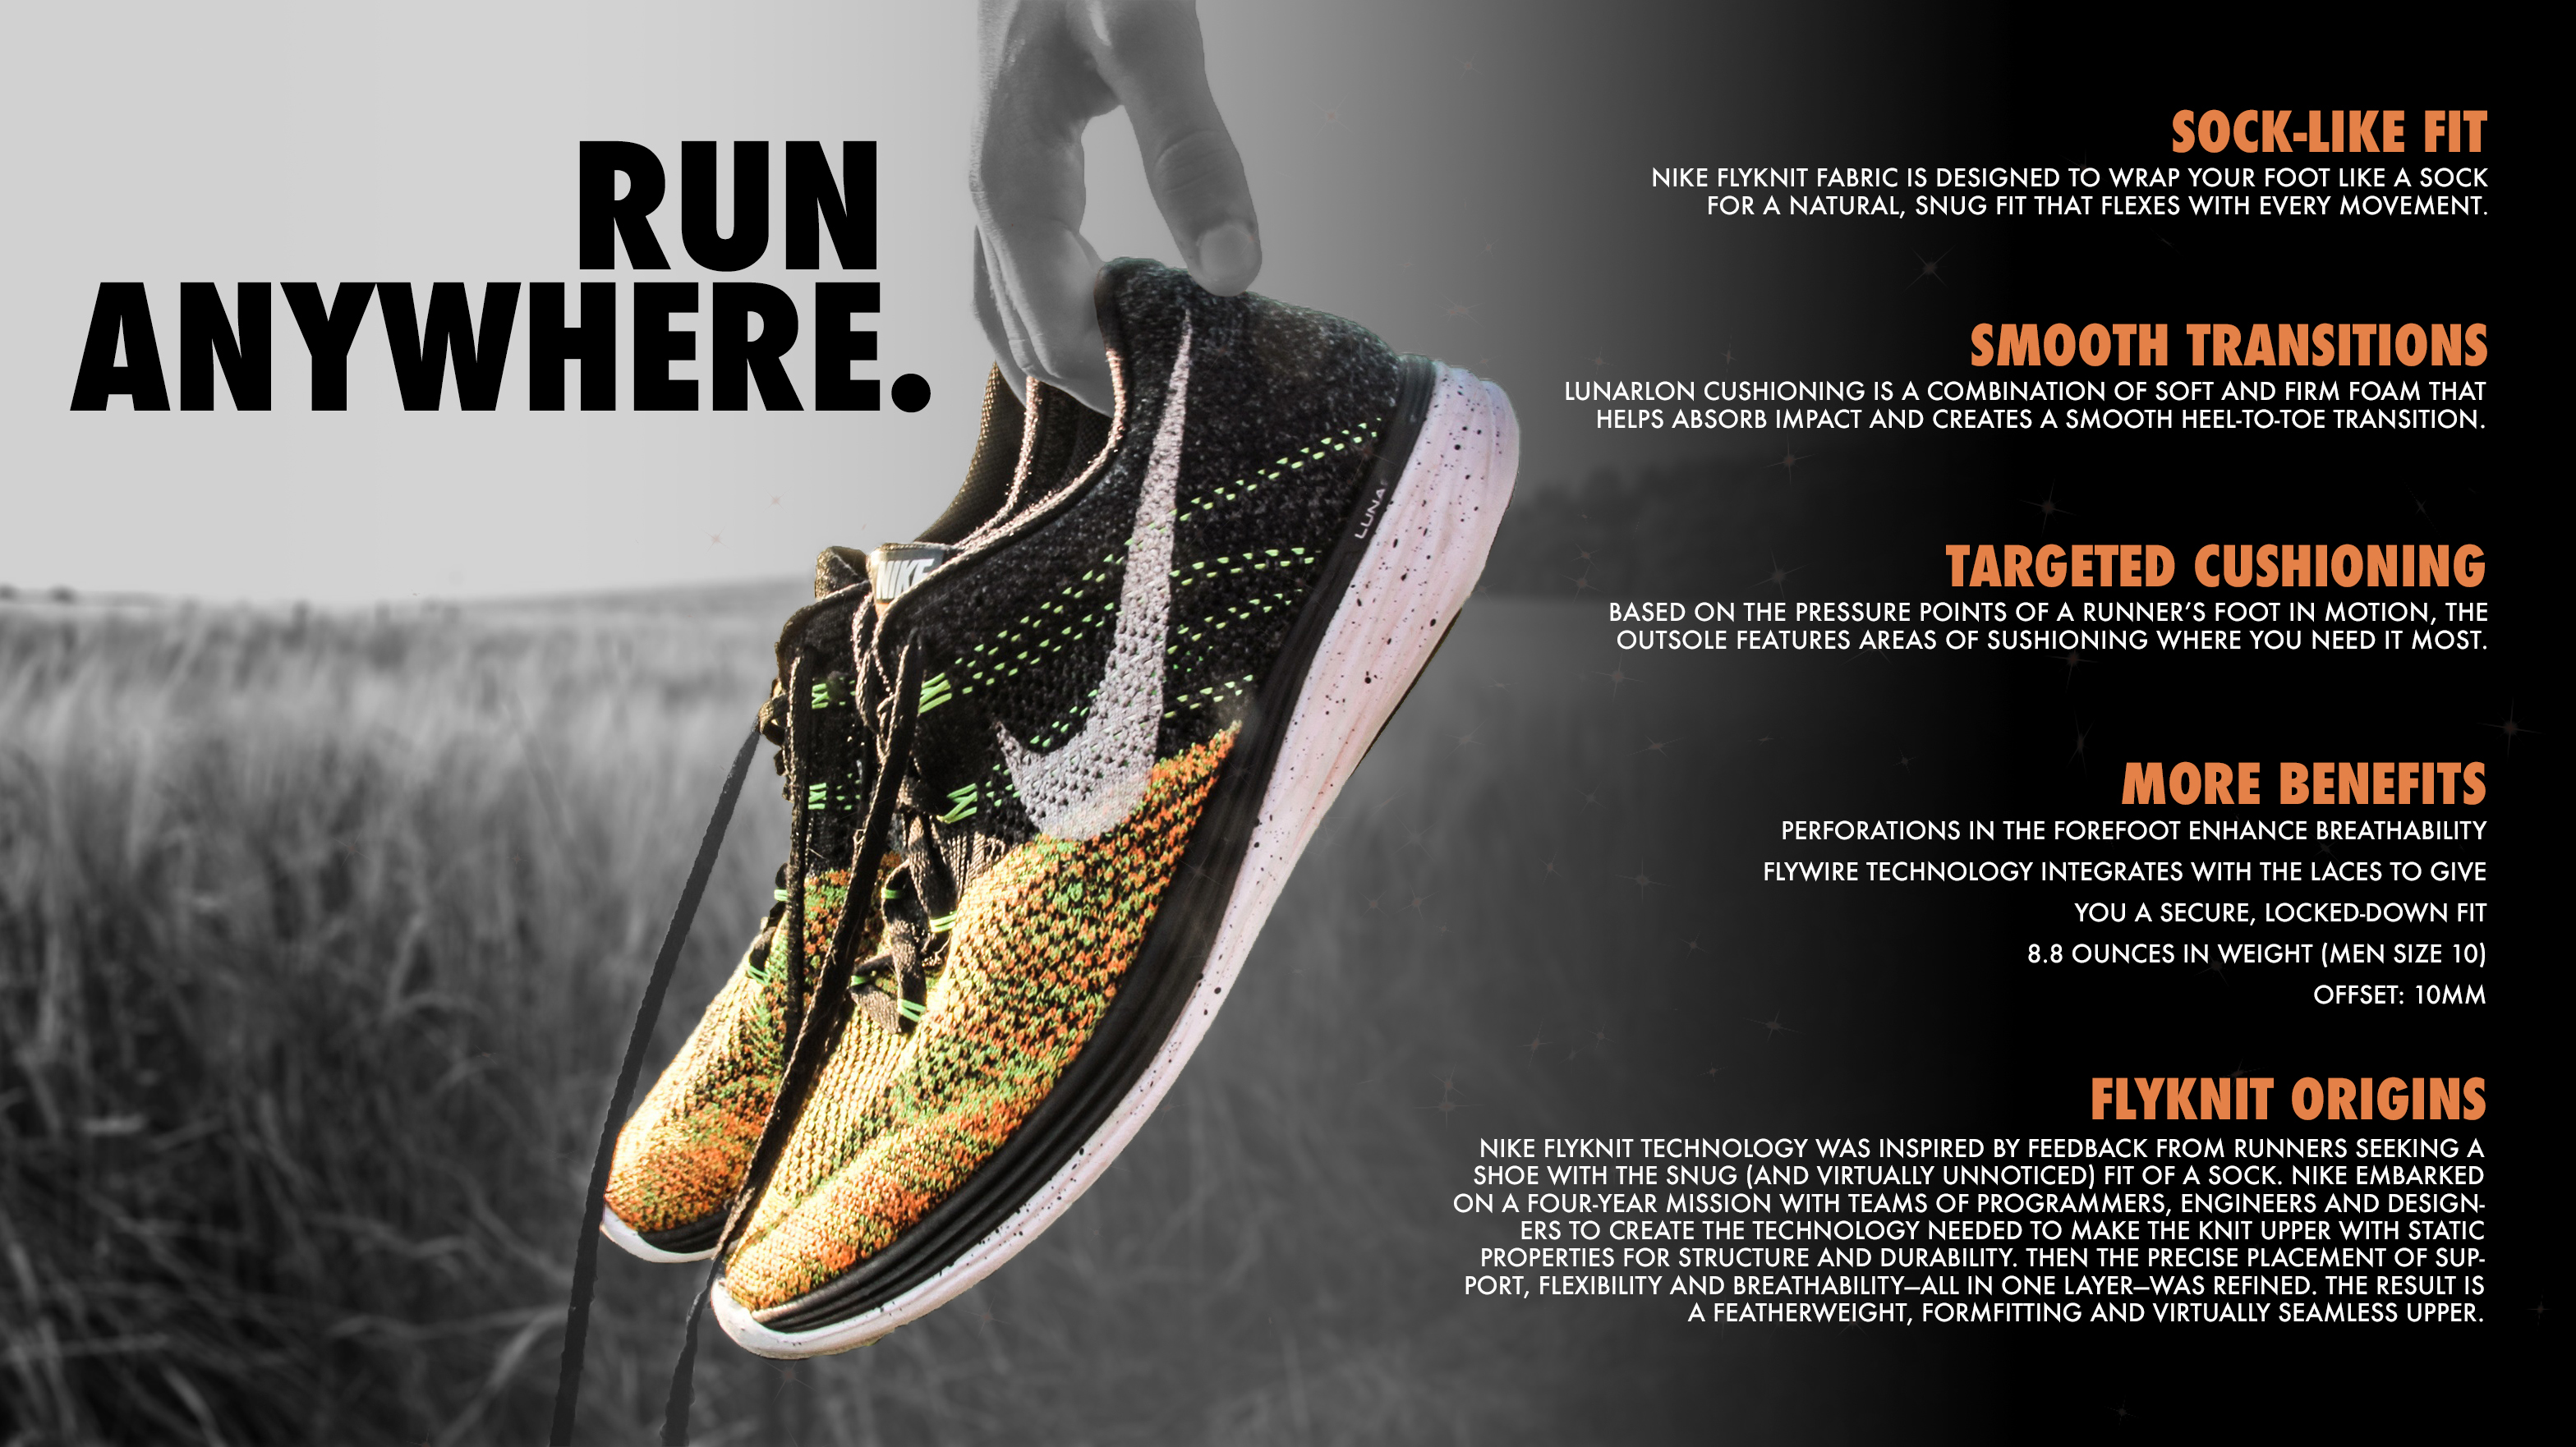 RUN
ANYWHERE.
NIKE
LUNA
SOCK-LIKE FIT
NIKE FLYKNIT FABRIC IS DESIGNED TO WRAP YOUR FOOT LIKE A SOCK
FOR A NATURAL, SNUG FIT THAT FLEXES WITH EVERY MOVEMENT.
SMOOTH TRANSITIONS
LUNARLON CUSHIONING IS A COMBINATION OF SOFT AND FIRM FOAM THAT
HELPS ABSORB IMPACT AND CREATES A SMOOTH HEEL-TO-TOE TRANSITION.
TARGETED CUSHIONING
BASED ON THE PRESSURE POINTS OF A RUNNER'S FOOT IN MOTION, THE
OUTSOLE FEATURES AREAS OF SUSHIONING WHERE YOU NEED IT MOST.
MORE BENEFITS
PERFORATIONS IN THE FOREFOOT ENHANCE BREATHABILITY
FLYWIRE TECHNOLOGY INTEGRATES WITH THE LACES TO GIVE
YOU A SECURE, LOCKED-DOWN FIT
8.8 OUNCES IN WEIGHT (MEN SIZE 10)
OFFSET: 10MM
FLYKNIT ORIGINS
NIKE FLYKNIT TECHNOLOGY WAS INSPIRED BY FEEDBACK FROM RUNNERS SEEKING A
SHOE WITH THE SNUG (AND VIRTUALLY UNNOTICED) FIT OF A SOCK. NIKE EMBARKED
ON A FOUR-YEAR MISSION WITH TEAMS OF PROGRAMMERS, ENGINEERS AND DESIGN-
ERS TO CREATE THE TECHNOLOGY NEEDED TO MAKE THE KNIT UPPER WITH STATIC
PROPERTIES FOR STRUCTURE AND DURABILITY. THEN THE PRECISE PLACEMENT OF SUP-
PORT, FLEXIBILITY AND BREATHABILITY—ALL IN ONE LAYER—WAS REFINED. THE RESULT IS
A FEATHERWEIGHT, FORMFITTING AND VIRTUALLY SEAMLESS UPPER.